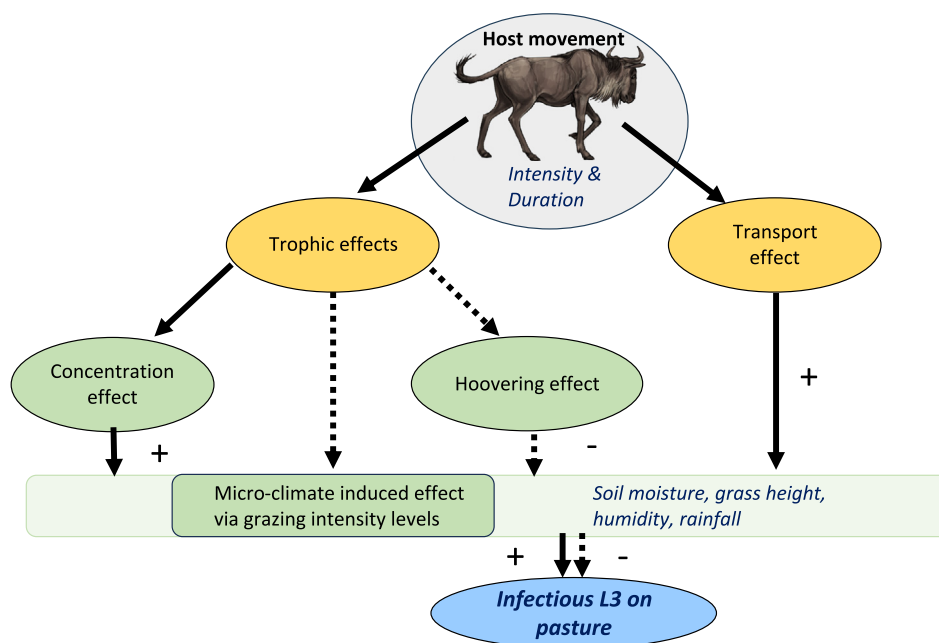 Host movement
Intensity &
Duration
Trophic effects
Transport
effect
Concentration
effect
Hoovering effect
+
+
-
Micro-climate induced effect
via grazing intensity levels
Soil moisture, grass height,
humidity, rainfall
+
-
Infectious L3 on
pasture